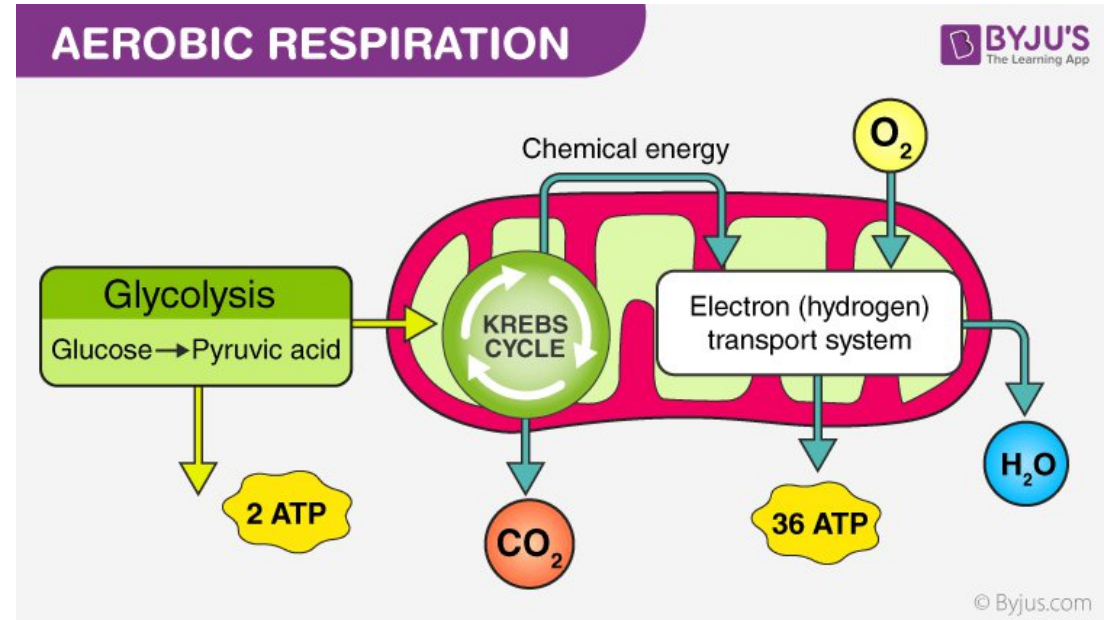 AEROBIC RESPIRATION
BYJU'S
The Learning App
Chemical energy
O₂
Glycolysis
Glucose→Pyruvic acid
KREBS
CYCLE
Electron (hydrogen)
transport system
2 ATP
CO₂
36 ATP
H₂O
© Byjus.com